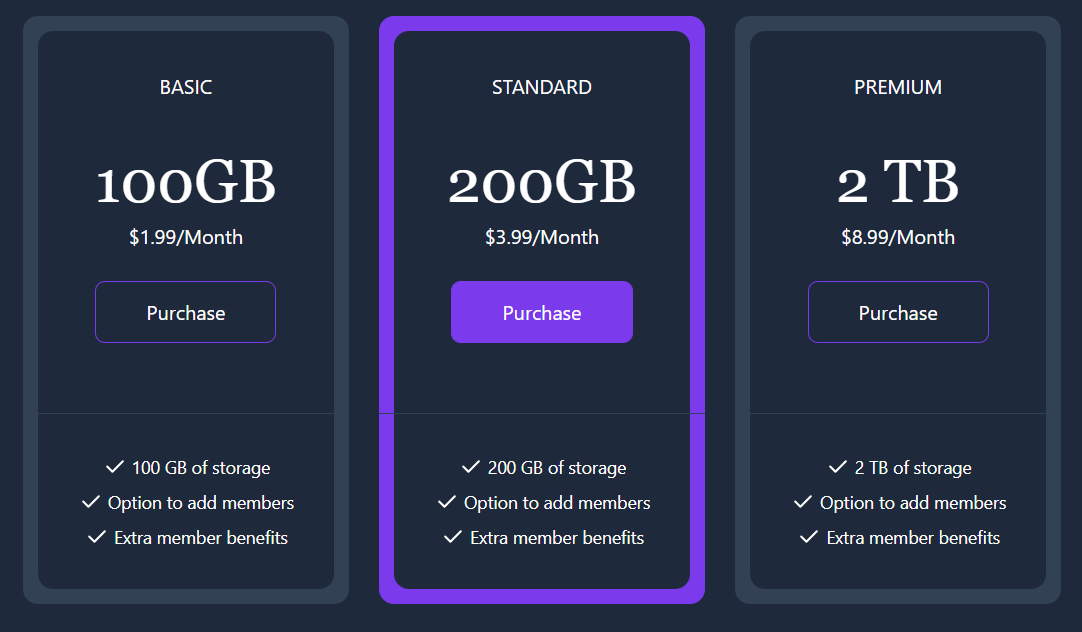 BASIC
100GB
$1.99/Month
Purchase
100 GB of storage
Option to add members
Extra member benefits
STANDARD
200GB
$3.99/Month
Purchase
200 GB of storage
Option to add members
Extra member benefits
PREMIUM
2 TB
$8.99/Month
Purchase
2 TB of storage
Option to add members
Extra member benefits